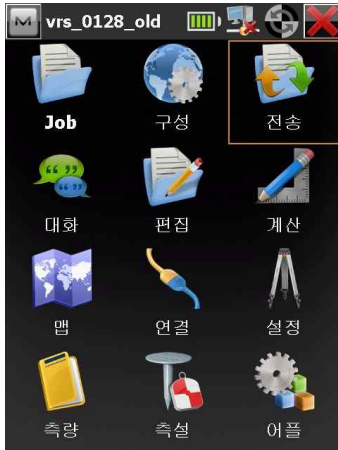 M vrs_0128_old
Job 구성 전송
대화 편집 계산
맵 연결 설정
측량 측설 어플